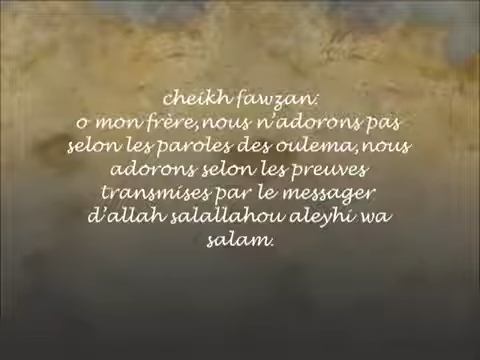 cheikh fawzan:
o mon frère,nous n'adorons pas
selon les paroles des oulema,nous
adorons selon les preuves
transmises par le messager
d'allah salallahou aleyhi wa
salam.